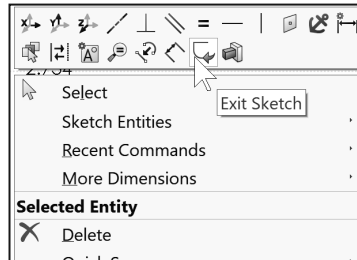 Exit Sketch
Select
Sketch Entities
Recent Commands
More Dimensions
Selected Entity
Delete